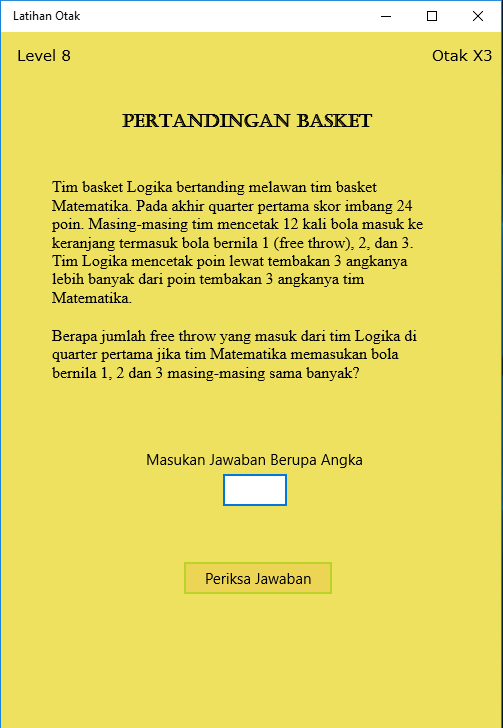 Latihan Otak
Level 8
Otak X3
PERTANDINGAN BASKET
Tim basket Logika bertanding melawan tim basket
Matematika. Pada akhir quarter pertama skor imbang 24
poin. Masing-masing tim mencetak 12 kali bola masuk ke
keranjang termasuk bola bernila 1 (free throw), 2, dan 3.
Tim Logika mencetak poin lewat tembakan 3 angkanya
lebih banyak dari poin tembakan 3 angkanya tim
Matematika.
Berapa jumlah free throw yang masuk dari tim Logika di
quarter pertama jika tim Matematika memasukan bola
bernila 1, 2 dan 3 masing-masing sama banyak?
Masukan Jawaban Berupa Angka
Periksa Jawaban